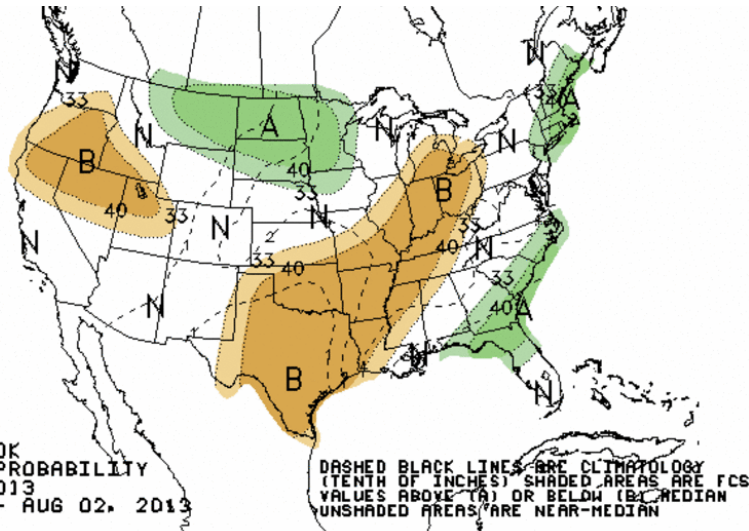 N
N
33
33
A
A
N
N
N
B
40
33
B
40
33
N
N
2
33
N
33
40
N
40
N
33
40
A
N
B
N
N
OK
PROBABILITY
013
- AUG 02, 2013
DASHED BLACK LINES ARE CLIMATOLOGY
(TENTH OF INCHES) SHADED AREAS ARE FCS
VALUES ABOVE (A) OR BELOW (B) MEDIAN
UNSHADED AREAS ARE NEAR-MEDIAN